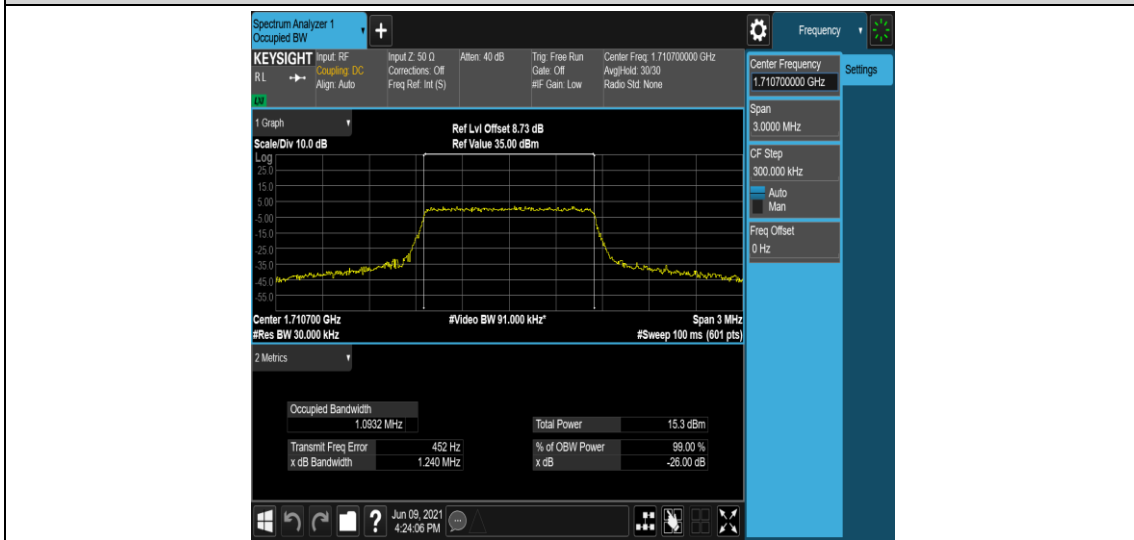 Spectrum Analyzer 1
Occupied BW
+
Frequency
KEYSIGHT
RL
Input: RF
Coupling: DC
Align: Auto
Input Z: 50 Ω
Corrections: Off
Freq Ref: Int (S)
Atten: 40 dB
Trig: Free Run
Gate: Off
#IF Gain: Low
Center Freq: 1.710700000 GHz
Avg|Hold: 30/30
Radio Std: None
Center Frequency
1.710700000 GHz
Settings
Span
3.0000 MHz
CF Step
300.000 kHz
Auto
Man
Freq Offset
0 Hz
1 Graph
Scale/Div 10.0 dB
Ref Lvl Offset 8.73 dB
Ref Value 35.00 dBm
Log
25.0
15.0
5.00
-5.00
-15.0
-25.0
-35.0
-45.0
-55.0
Center 1.710700 GHz
#Video BW 91.000 kHz*
Span 3 MHz
#Res BW 30.000 kHz
#Sweep 100 ms (601 pts)
2 Metrics
Occupied Bandwidth
1.0932 MHz
Total Power 15.3 dBm
Transmit Freq Error 452 Hz
% of OBW Power 99.00 %
x dB Bandwidth 1.240 MHz
x dB -26.00 dB
?
Jun 09, 2021
4:24:06 PM